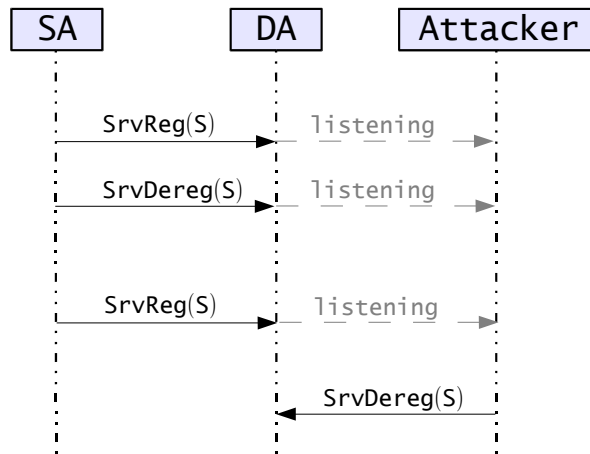 SA DA Attacker
SrvReg(S) listening
SrvDereg(S) listening
SrvReg(S) listening
SrvDereg(S)